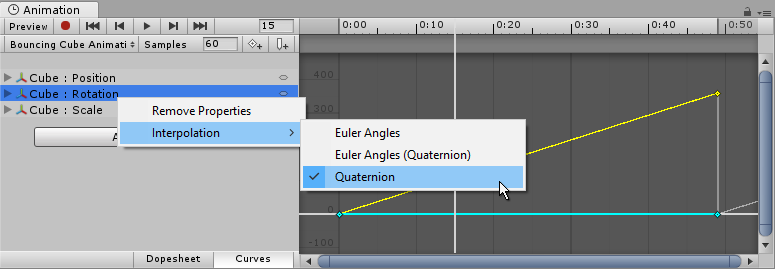 Animation
Preview 15 0:00 0:10 0:20 0:30 0:40 0:50
Bouncing Cube Animati Samples 60
Cube : Position 400
Cube : Rotation 300
Cube : Scale
Remove Properties
Interpolation
Euler Angles
Euler Angles (Quaternion)
Quaternion
A
0
-100
Dopesheet Curves